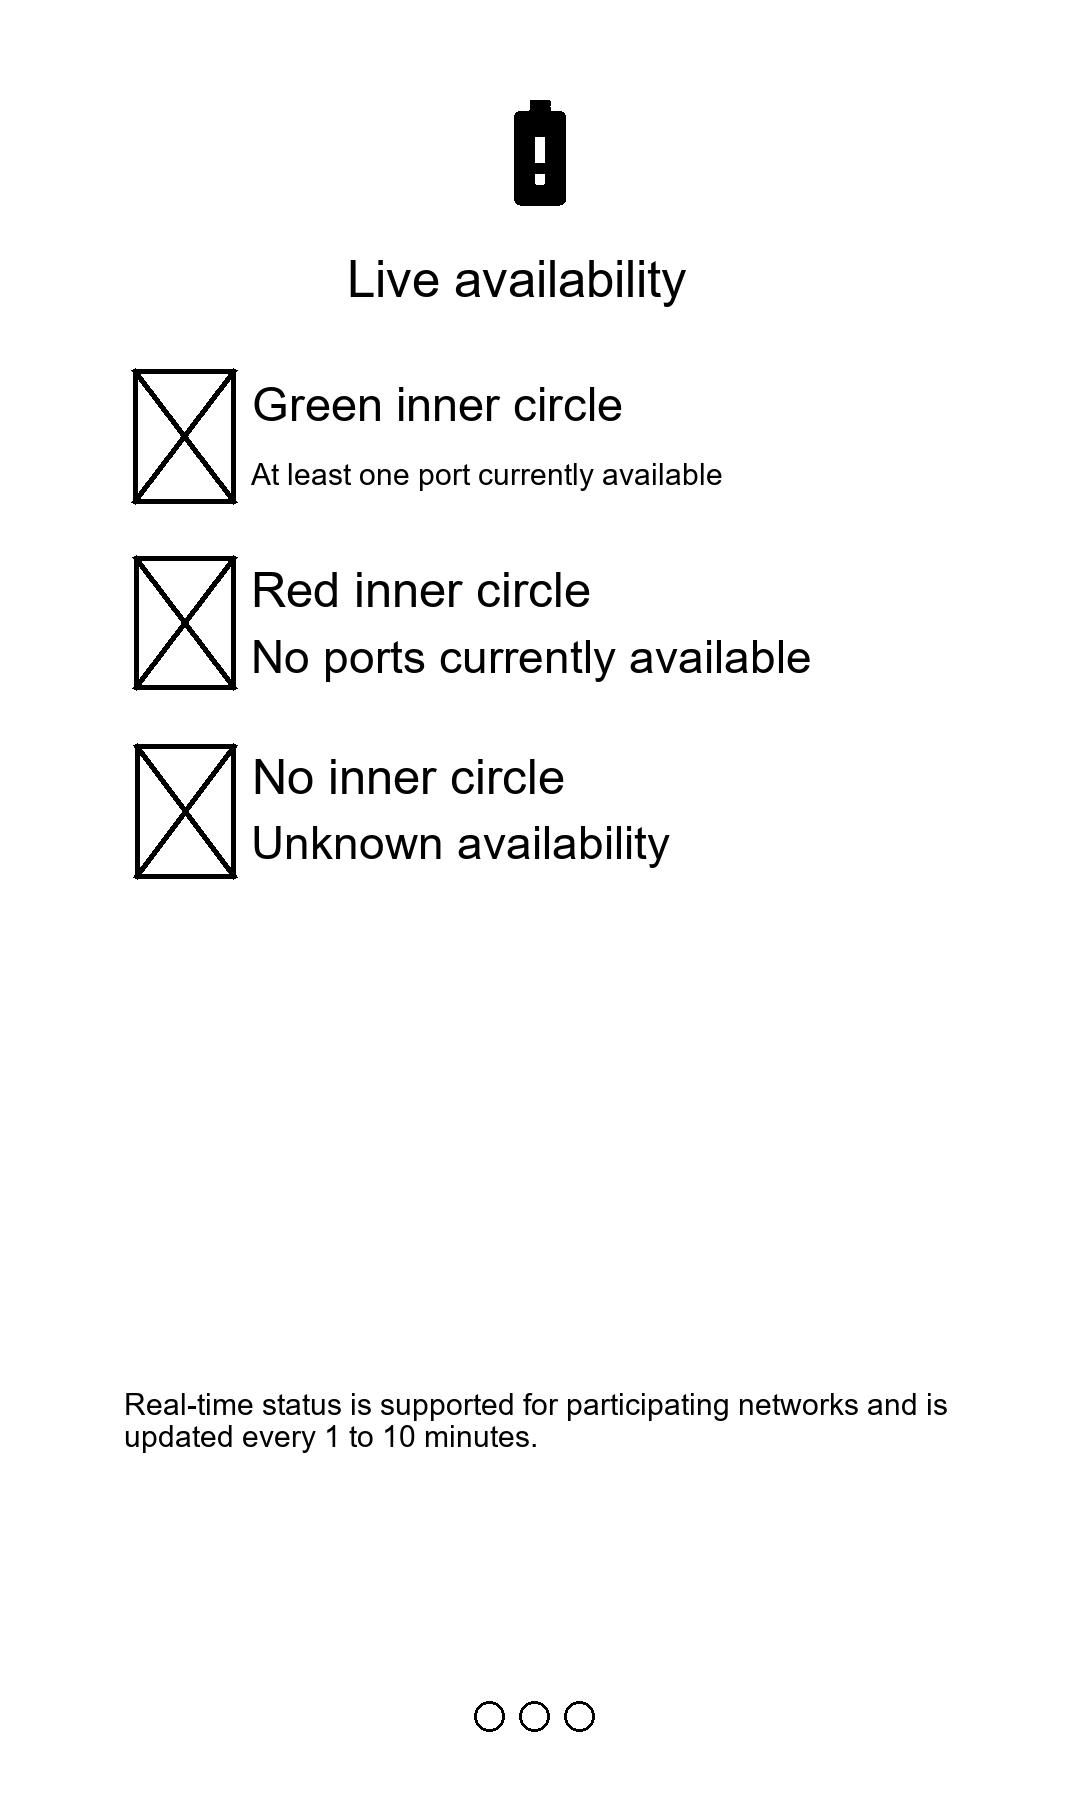 Live availability
Green inner circle
At least one port currently available
Red inner circle
No ports currently available
No inner circle
Unknown availability
Real-time status is supported for participating networks and is
updated every 1 to 10 minutes.